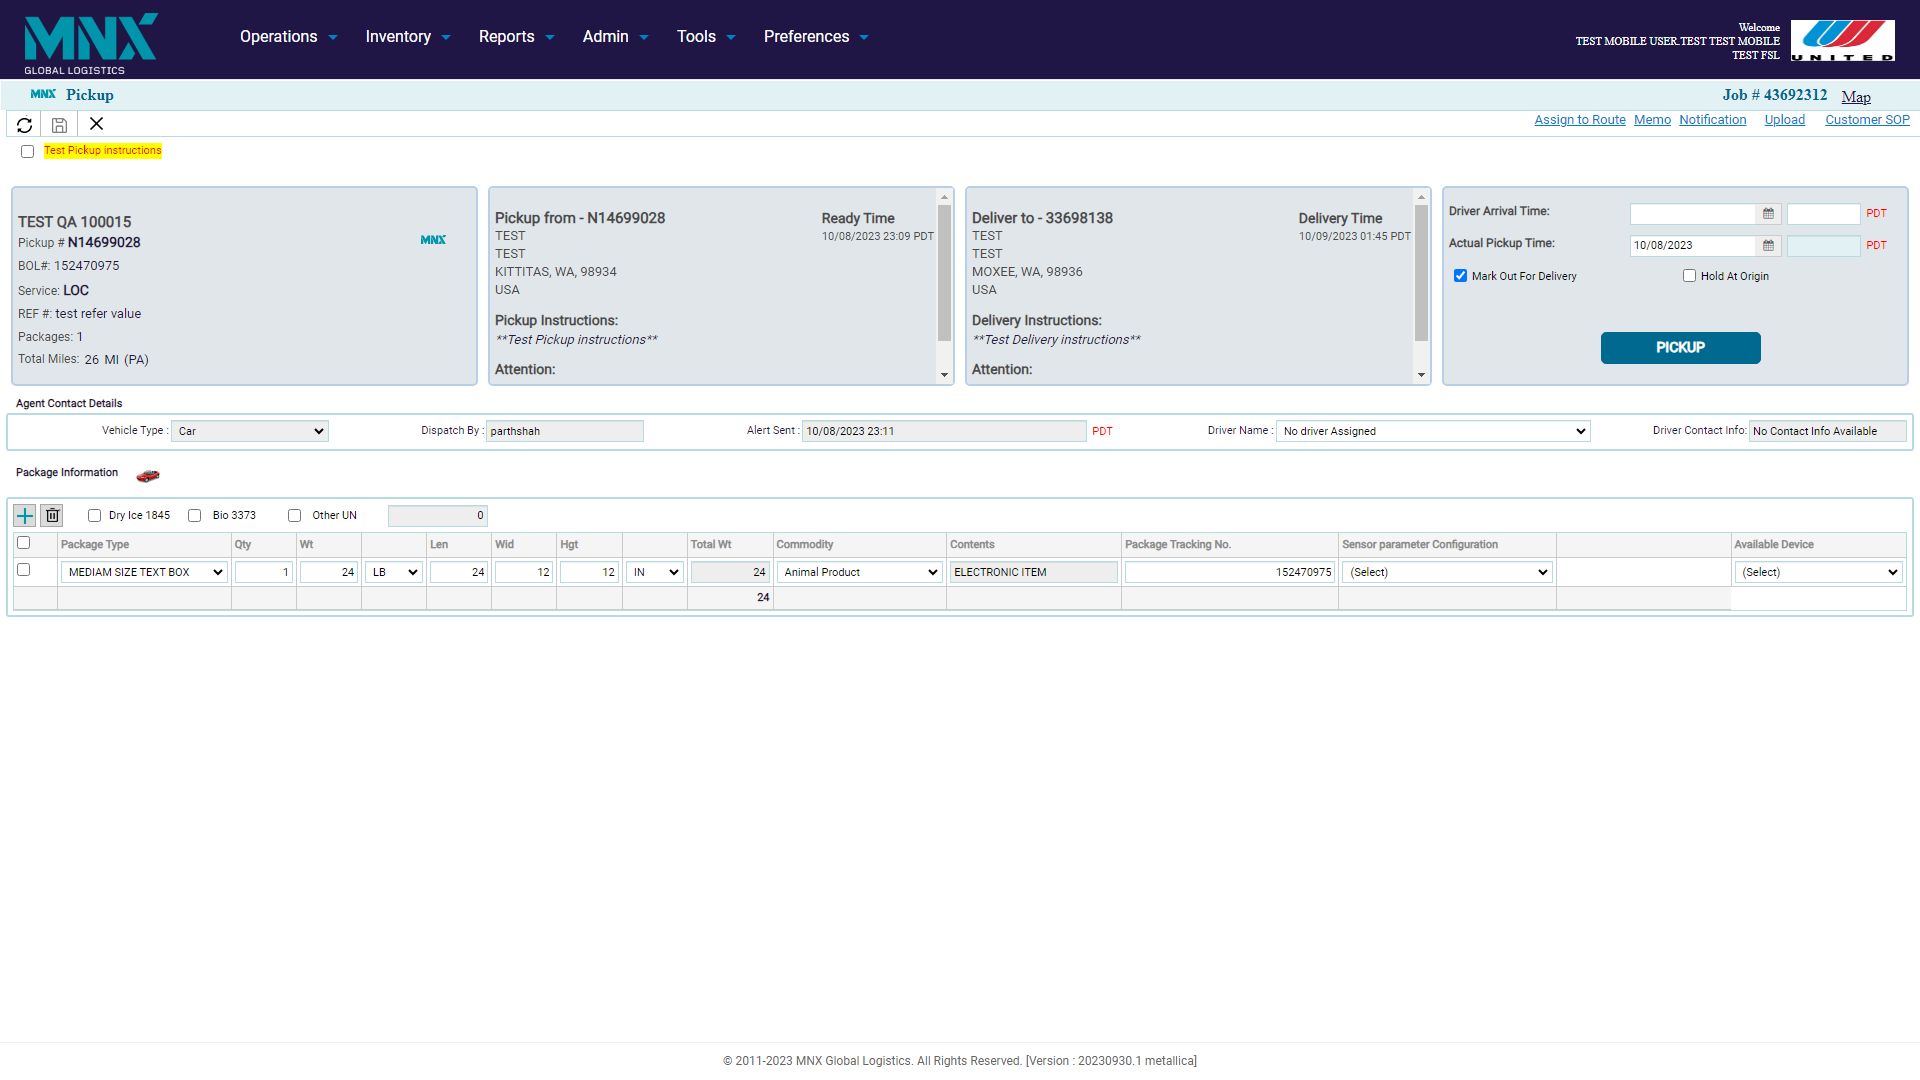 MNX
GLOBAL LOGISTICS
Operations Inventory Reports Admin Tools Preferences
Welcome
TEST MOBILE USER.TEST TEST MOBILE
TEST FSL
UNITED
MNX Pickup
Job # 43692312 Map
Assign to Route Memo Notification Upload Customer SOP
Test Pickup instructions
TEST QA 100015
Pickup # N14699028
MNX
BOL#: 152470975
Service: LOC
REF #: test refer value
Packages: 1
Total Miles: 26 MI (PA)
Pickup from - N14699028
Ready Time
TEST
10/08/2023 23:09 PDT
TEST
KITTITAS, WA, 98934
USA
Pickup Instructions:
**Test Pickup instructions**
Attention:
Deliver to - 33698138
Delivery Time
TEST
10/09/2023 01:45 PDT
TEST
MOXEE, WA, 98936
USA
Delivery Instructions:
**Test Delivery instructions**
Attention:
Driver Arrival Time: PDT
Actual Pickup Time: 10/08/2023 PDT
Mark Out For Delivery Hold At Origin
PICKUP
Agent Contact Details
Vehicle Type : Car Dispatch By : parthshah Alert Sent : 10/08/2023 23:11 PDT Driver Name : No driver Assigned Driver Contact Info: No Contact Info Available
Package Information
Dry Ice 1845 Bio 3373 Other UN 0
Package Type Qty Wt Len Wid Hgt Total Wt Commodity Contents Package Tracking No. Sensor parameter Configuration Available Device
MEDIAM SIZE TEXT BOX 1 24 LB 24 12 12 IN 24 Animal Product ELECTRONIC ITEM 152470975 (Select) (Select)
24
© 2011-2023 MNX Global Logistics. All Rights Reserved. [Version : 20230930.1 metallica]